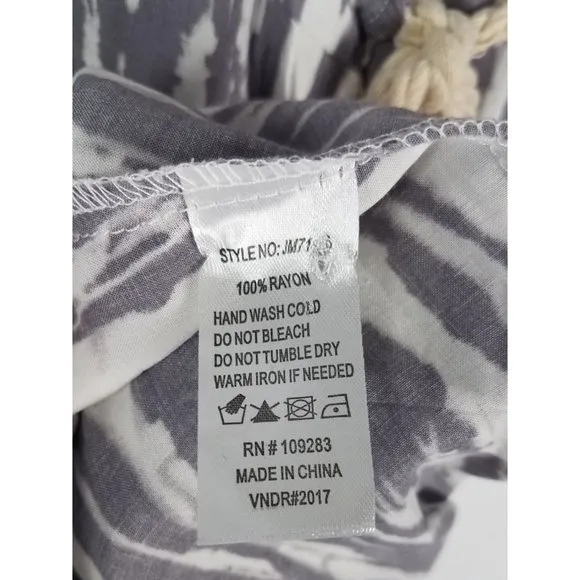 STYLE NO:
100% RAYON
HAND WASH COLD
DO NOT BLEACH
DO NOT TUMBLE DRY
WARM IRON IF NEEDED
RN # 109283
MADE IN CHINA
VNDR#2017